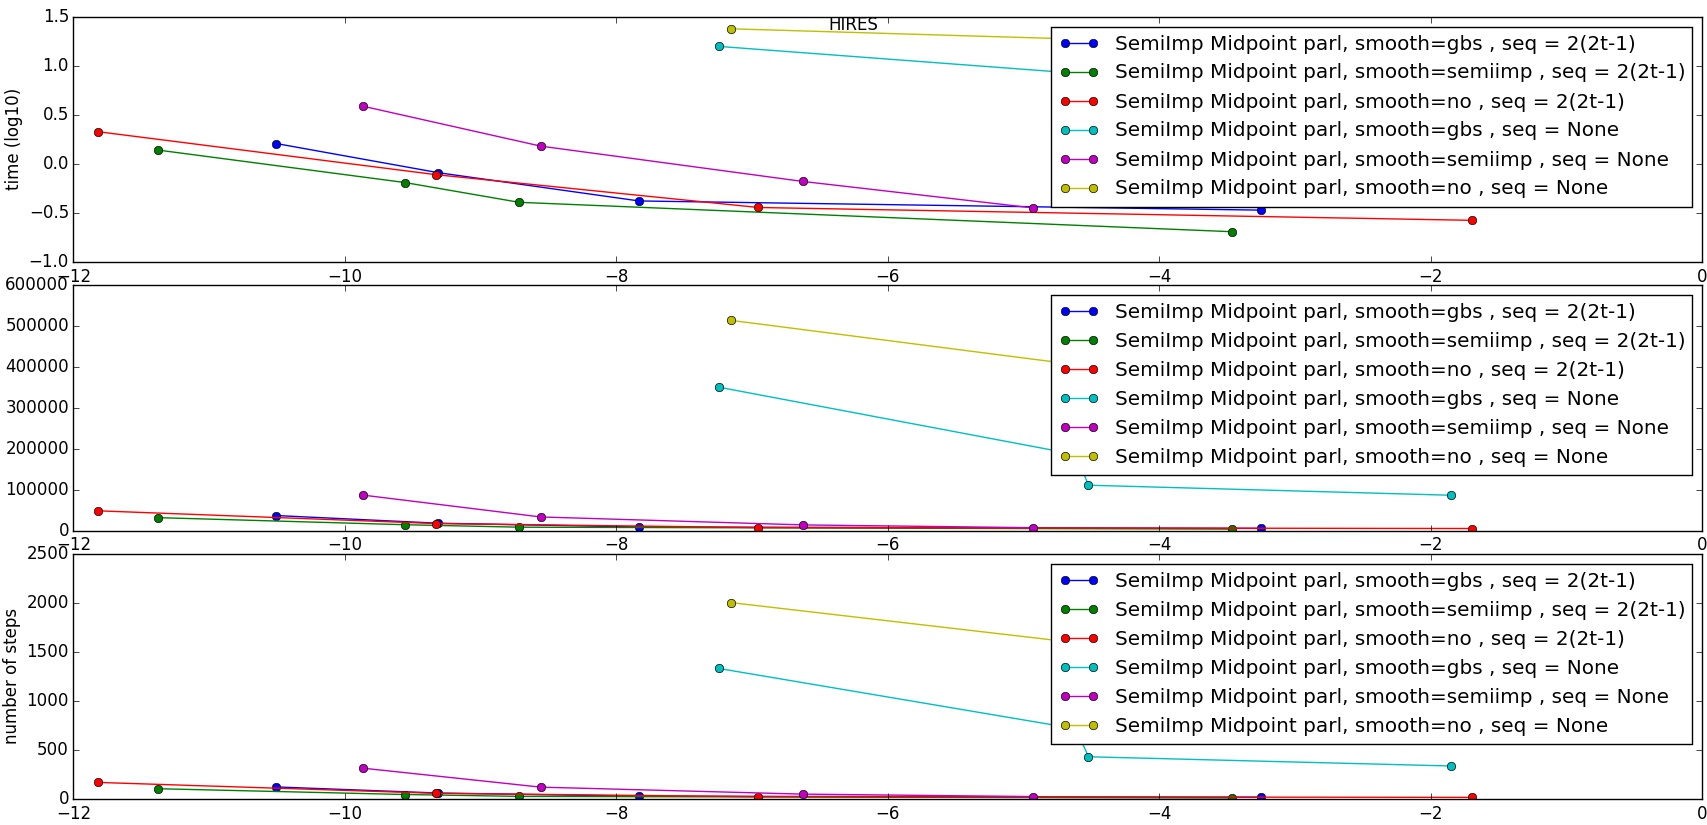 HIRES
1.5
1.0
0.5
0.0
−0.5
−1.0
time (log10)
SemiImp Midpoint parl, smooth=gbs , seq = 2(2t-1)
SemiImp Midpoint parl, smooth=semiimp , seq = 2(2t-1)
SemiImp Midpoint parl, smooth=no , seq = 2(2t-1)
SemiImp Midpoint parl, smooth=gbs , seq = None
SemiImp Midpoint parl, smooth=semiimp , seq = None
SemiImp Midpoint parl, smooth=no , seq = None
−12 −10 −8 −6 −4 −2 0
600000
500000
400000
300000
200000
100000
0
SemiImp Midpoint parl, smooth=gbs , seq = 2(2t-1)
SemiImp Midpoint parl, smooth=semiimp , seq = 2(2t-1)
SemiImp Midpoint parl, smooth=no , seq = 2(2t-1)
SemiImp Midpoint parl, smooth=gbs , seq = None
SemiImp Midpoint parl, smooth=semiimp , seq = None
SemiImp Midpoint parl, smooth=no , seq = None
−12 −10 −8 −6 −4 −2 0
2500
2000
1500
1000
500
0
number of steps
SemiImp Midpoint parl, smooth=gbs , seq = 2(2t-1)
SemiImp Midpoint parl, smooth=semiimp , seq = 2(2t-1)
SemiImp Midpoint parl, smooth=no , seq = 2(2t-1)
SemiImp Midpoint parl, smooth=gbs , seq = None
SemiImp Midpoint parl, smooth=semiimp , seq = None
SemiImp Midpoint parl, smooth=no , seq = None
−12 −10 −8 −6 −4 −2 0